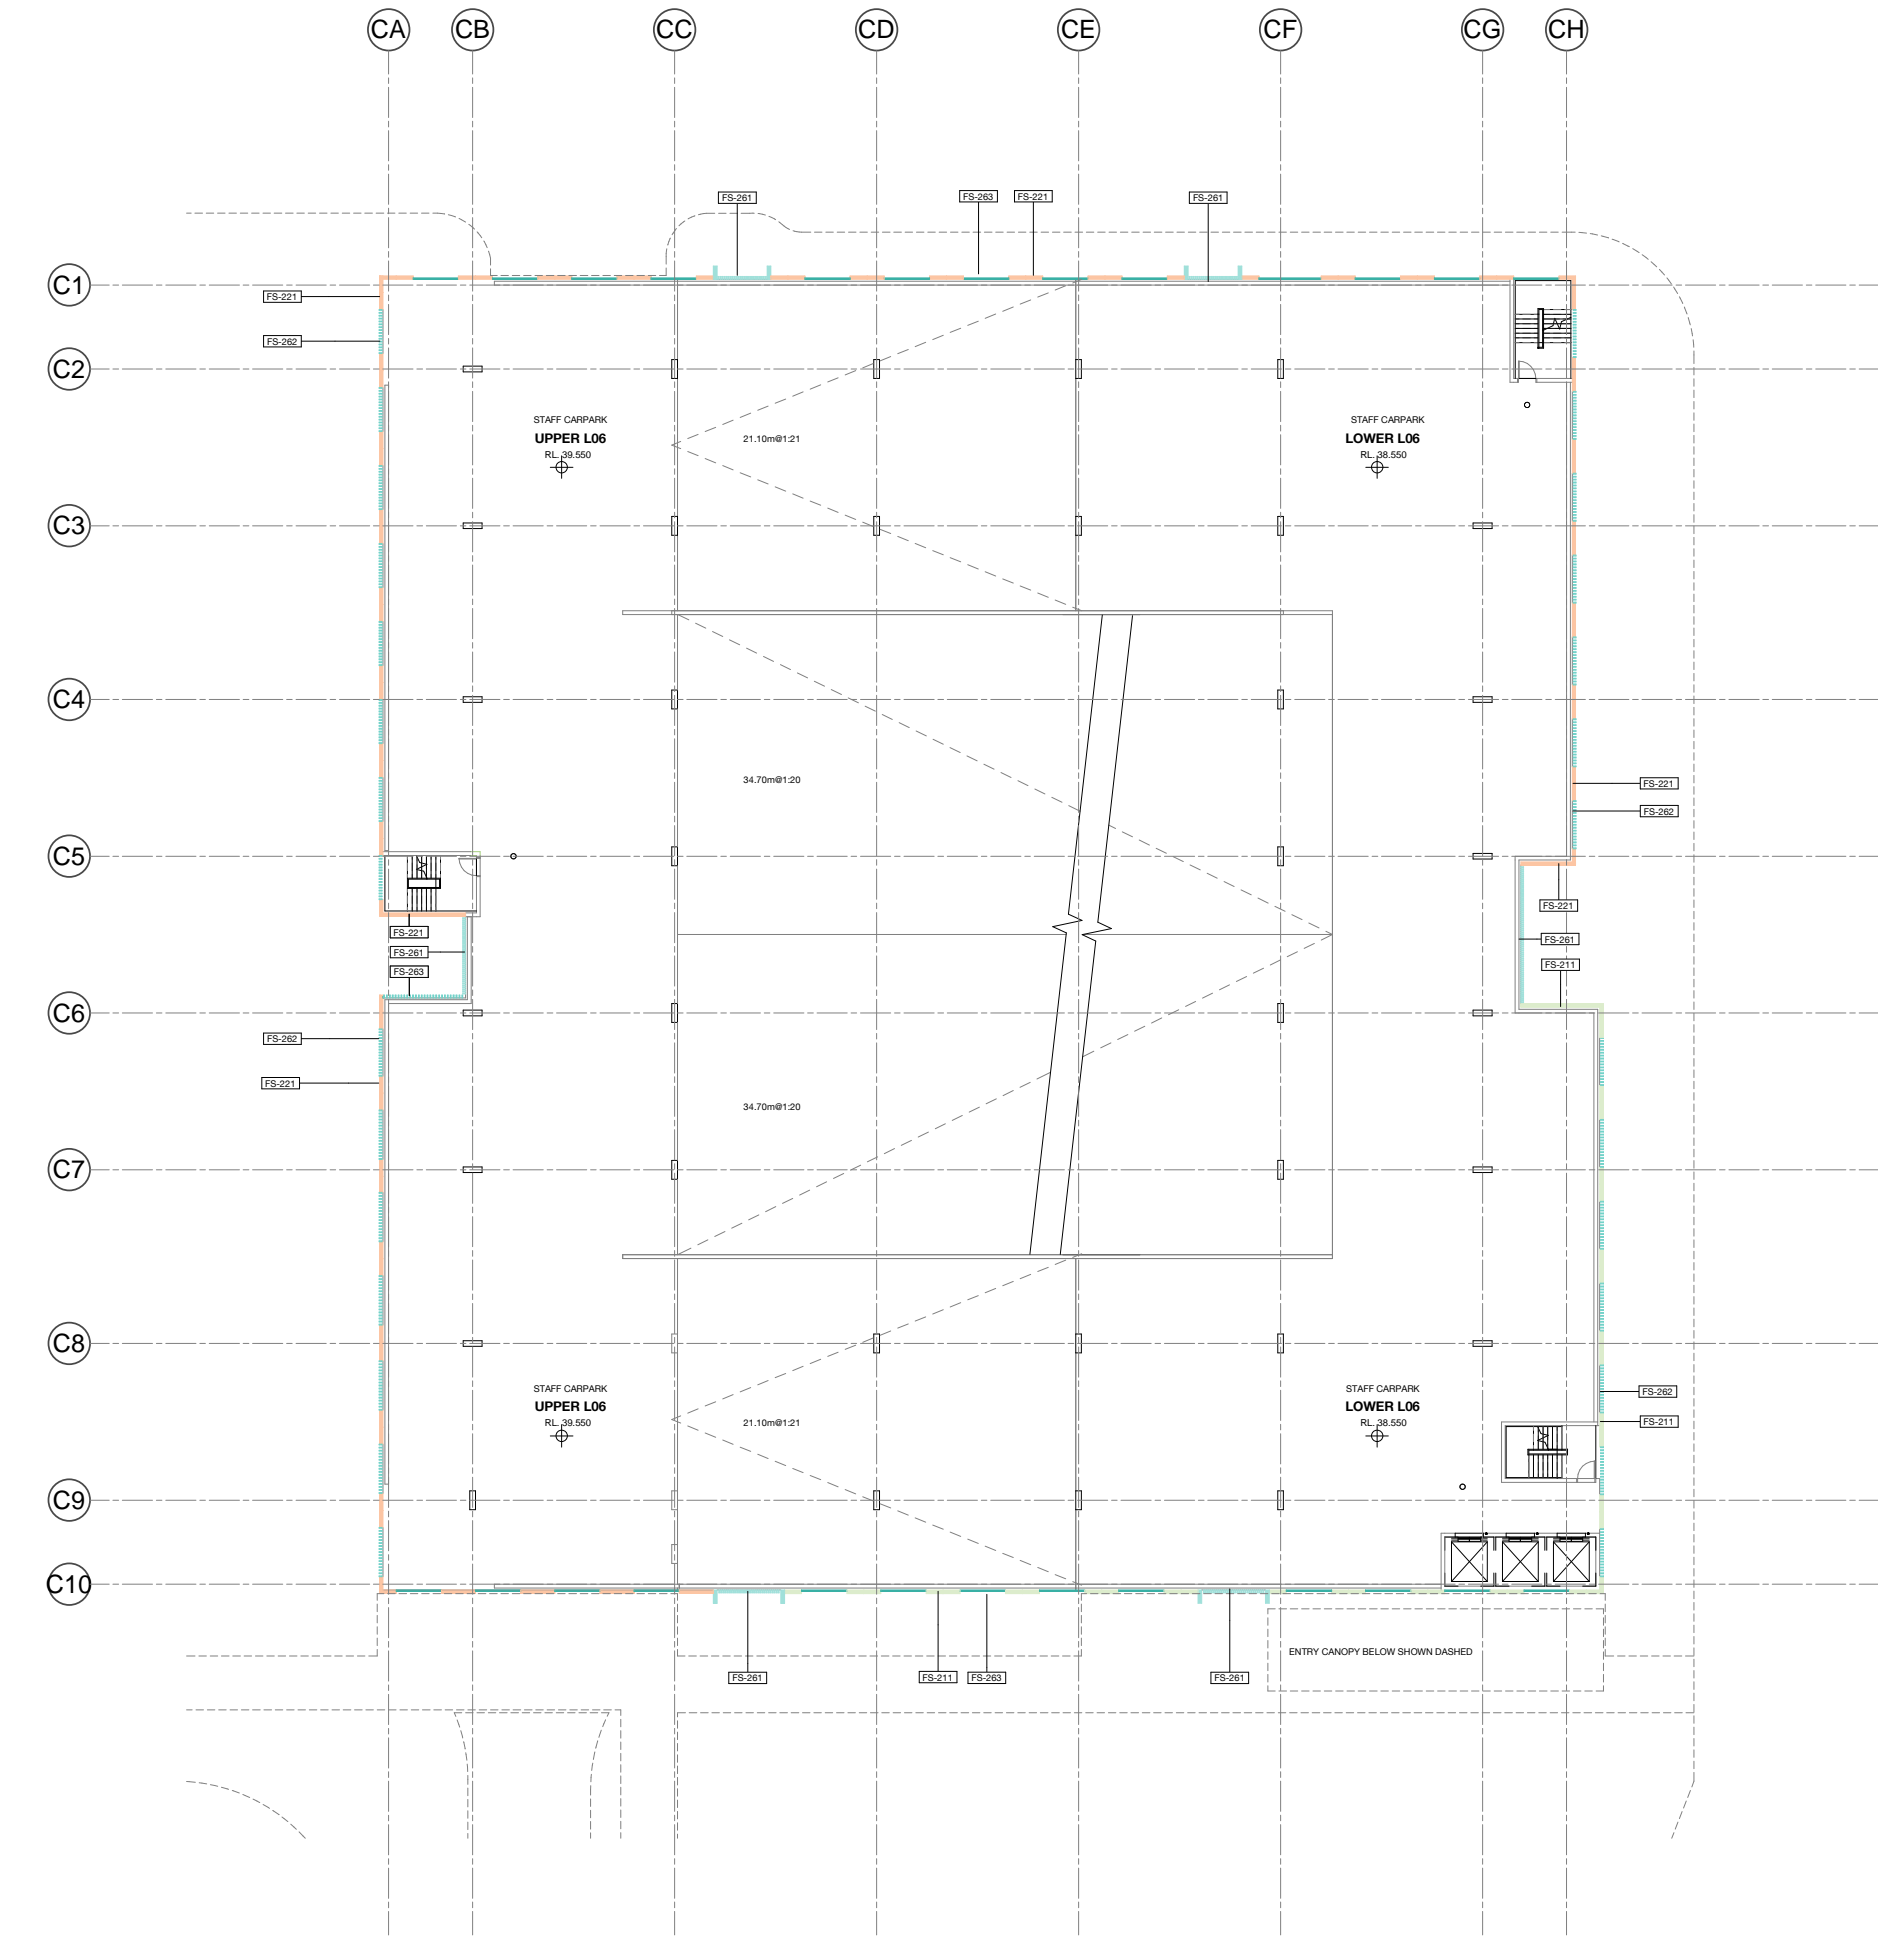 CA CB CC CD CE CF CG CH
FS-261 FS-263 FS-221 FS-261
C1
FS-221
FS-262
C2
STAFF CARPARK
UPPER L06
RL. 39.550
21.10m@1:21
STAFF CARPARK
LOWER L06
RL. 38.550
C3
C4
34.70m@1:20
FS-221
FS-262
C5
FS-221
FS-261
FS-263
FS-221
FS-261
FS-211
C6
FS-262
FS-221
34.70m@1:20
C7
C8
STAFF CARPARK
UPPER L06
RL. 39.550
21.10m@1:21
STAFF CARPARK
LOWER L06
RL. 38.550
FS-262
FS-211
C9
C10
ENTRY CANOPY BELOW SHOWN DASHED
FS-261 FS-211 FS-263 FS-261